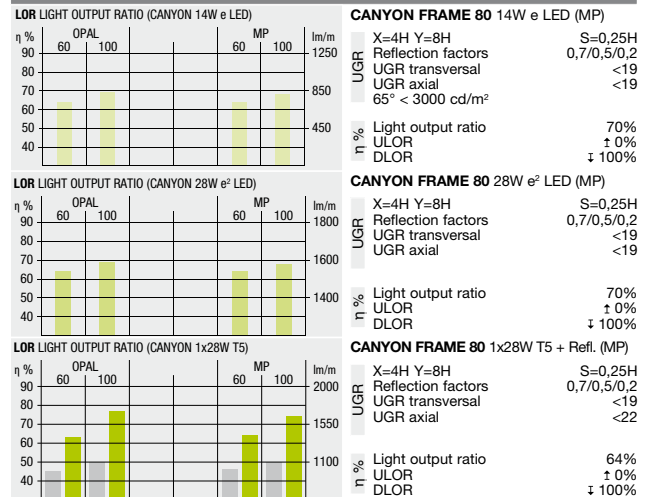 LOR LIGHT OUTPUT RATIO (CANYON 14W e LED)
η % OPAL MP lm/m
60 100 60 100
90 1250
80
70 850
60
50 450
40
CANYON FRAME 80 14W e LED (MP)
UGR
X=4H Y=8H S=0,25H
Reflection factors 0,7/0,5/0,2
UGR transversal <19
UGR axial <19
65° < 3000 cd/m²
η %
Light output ratio 70%
ULOR ↥ 0%
DLOR ↧ 100%
LOR LIGHT OUTPUT RATIO (CANYON 28W e² LED)
η % OPAL MP lm/m
60 100 60 100
90 1800
80
70 1600
60
50 1400
40
CANYON FRAME 80 28W e² LED (MP)
UGR
X=4H Y=8H S=0,25H
Reflection factors 0,7/0,5/0,2
UGR transversal <19
UGR axial <19
η %
Light output ratio 70%
ULOR ↥ 0%
DLOR ↧ 100%
LOR LIGHT OUTPUT RATIO (CANYON 1x28W T5)
η % OPAL MP lm/m
60 100 60 100
90 2000
80
70 1550
60
50 1100
40
CANYON FRAME 80 1x28W T5 + Refl. (MP)
UGR
X=4H Y=8H S=0,25H
Reflection factors 0,7/0,5/0,2
UGR transversal <19
UGR axial <22
η %
Light output ratio 64%
ULOR ↥ 0%
DLOR ↧ 100%